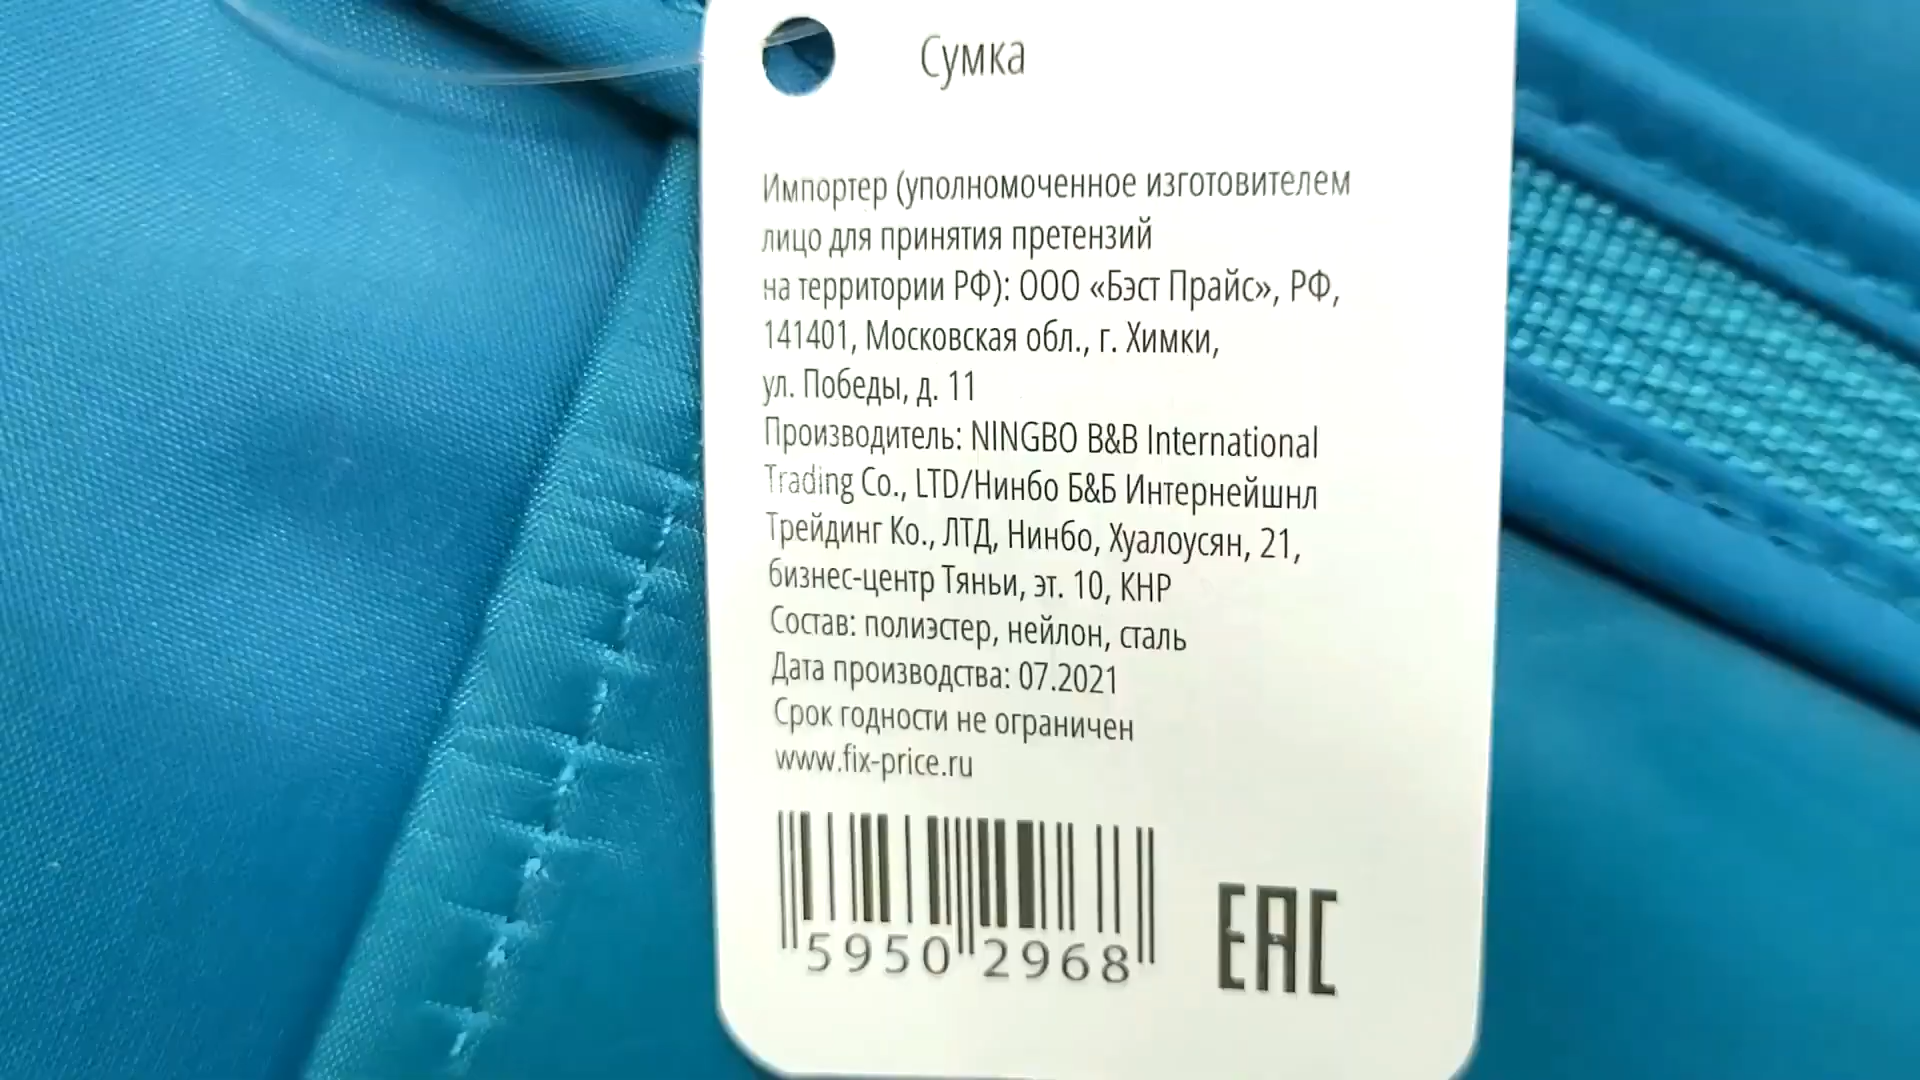 Сумка
Импортер (уполномоченное изготовителем
лицо для принятия претензий
на территории РФ): ООО «Бэст Прайс», РФ,
141401, Московская обл., г. Химки,
ул. Победы, д. 11
Производитель: NINGBO B&B International
Trading Co., LTD/Нинбо Б&Б Интернейшнл
Трейдинг Ко., ЛТД, Нинбо, Хуалоусян, 21,
бизнес-центр Тяньи, эт. 10, КНР
Состав: полиэстер, нейлон, сталь
Дата производства: 07.2021
Срок годности не ограничен
www.fix-price.ru
5950 2968
EAC